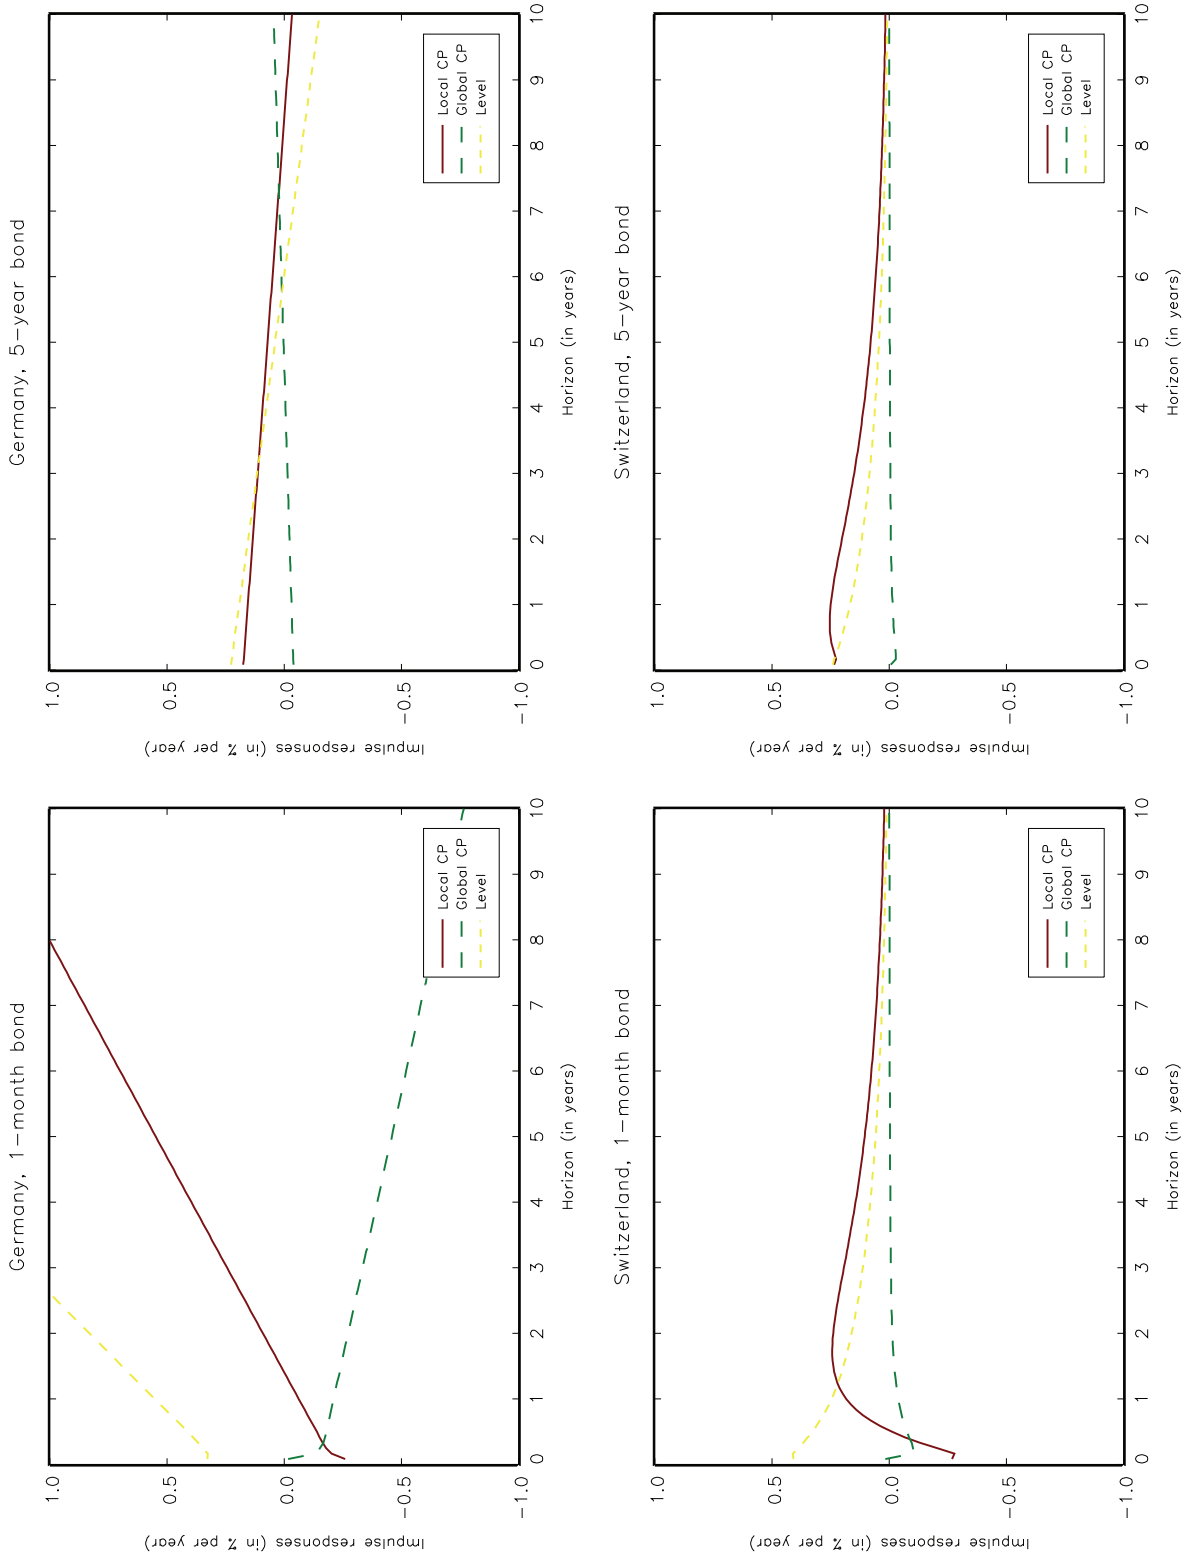 Germany, 1−month bond
Impulse responses (in % per year)
1.0
0.5
0.0
−0.5
−1.0
0 1 2 3 4 5 6 7 8 9 10
Horizon (in years)
Local CP
Global CP
Level
Germany, 5−year bond
Impulse responses (in % per year)
1.0
0.5
0.0
−0.5
−1.0
0 1 2 3 4 5 6 7 8 9 10
Horizon (in years)
Local CP
Global CP
Level
Switzerland, 1−month bond
Impulse responses (in % per year)
1.0
0.5
0.0
−0.5
−1.0
0 1 2 3 4 5 6 7 8 9 10
Horizon (in years)
Local CP
Global CP
Level
Switzerland, 5−year bond
Impulse responses (in % per year)
1.0
0.5
0.0
−0.5
−1.0
0 1 2 3 4 5 6 7 8 9 10
Horizon (in years)
Local CP
Global CP
Level